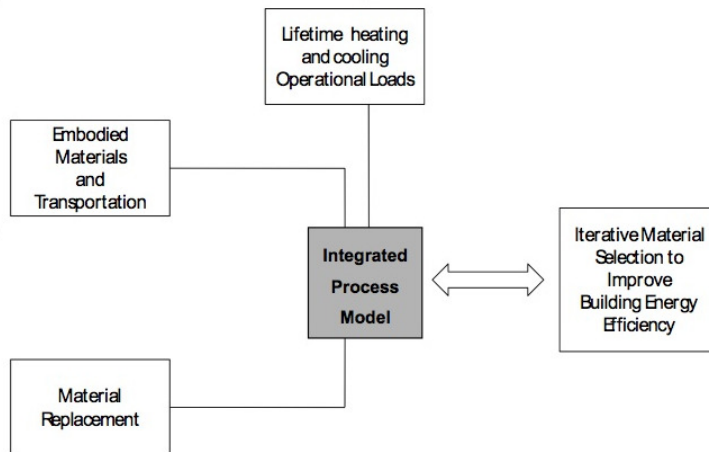 Lifetime heating
and cooling
Operational Loads
Embodied
Materials
and
Transportation
Integrated
Process
Model
Iterative Material
Selection to
Improve
Building Energy
Efficiency
Material
Replacement